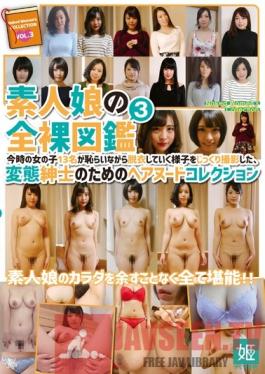 Naked Woman's
COLLECTION
VOL.3
素人娘の
全裸図鑑
3
今時の女の子13名が恥らいながら脱衣していく様子をじっくり撮影した、
変態紳士のためのヘアヌードコレクション
素人娘のカラダを余すことなく全て堪能!!
JAVSLEN.TV
FREE JAV LIBRARY
姫